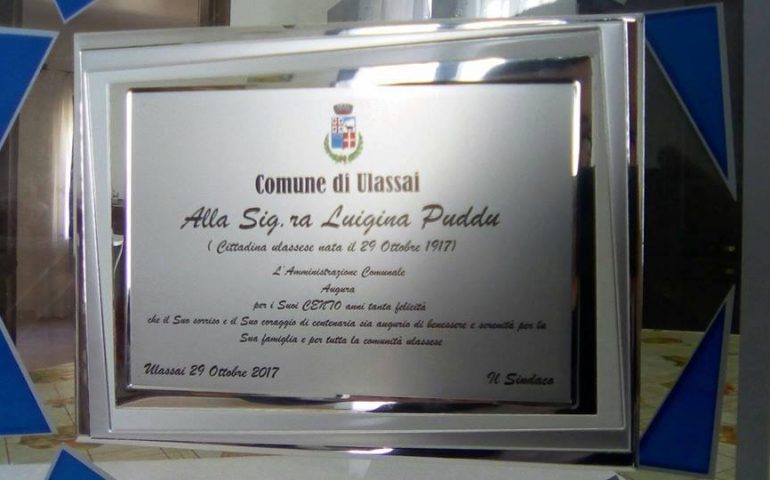 Comune di Ulassai
Alla Sig.ra Luigina Puddu
( Cittadina ulassese nata il 29 Ottobre 1917)
L'Amministrazione Comunale
Augura
per i Suoi CENTO anni tanta felicità
che il Suo sorriso e il Suo coraggio di centenaria sia augurio di benessere e serenità per la
Sua famiglia e per tutta la comunità ulassese
Ulassai 29 Ottobre 2017 Il Sindaco